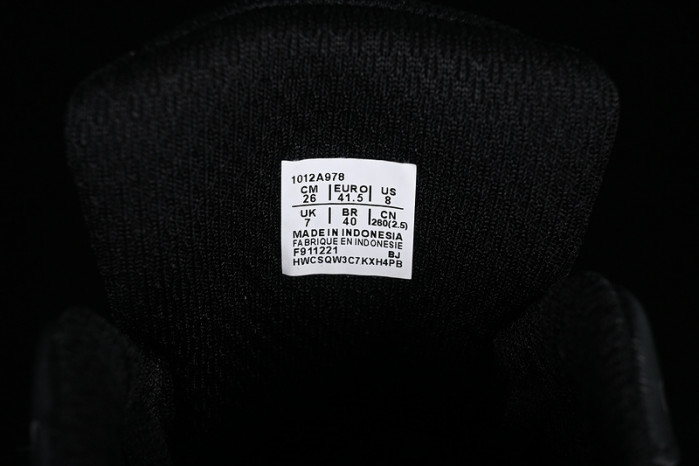 1012A978
CM | EURO | US
26 | 41.5 | 8
UK | BR | CN
7 | 40 | 260(2.5)
MADE IN INDONESIA
FABRIQUE EN INDONESIE
F911221 BJ
HWCSQW3C7KXH4PB